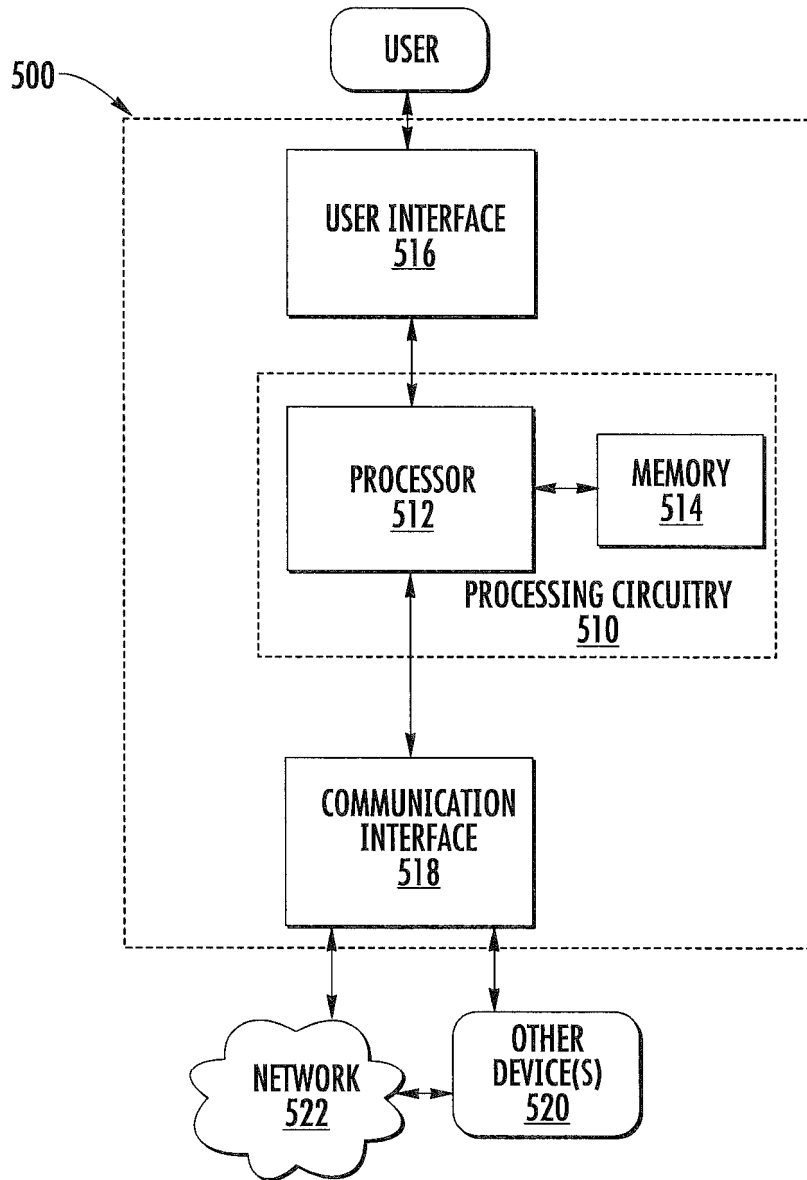 USER
500
USER INTERFACE
516
PROCESSOR
512
MEMORY
514
PROCESSING CIRCUITRY
510
COMMUNICATION
INTERFACE
518
NETWORK
522
OTHER
DEVICE(S)
520